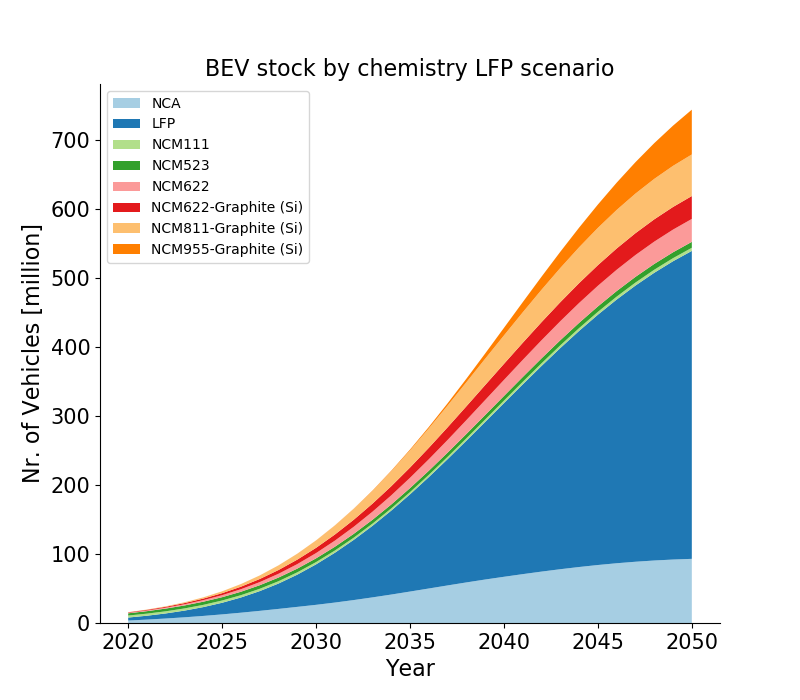 BEV stock by chemistry LFP scenario
NCA
LFP
NCM111
NCM523
NCM622
NCM622-Graphite (Si)
NCM811-Graphite (Si)
NCM955-Graphite (Si)
Nr. of Vehicles [million]
700
600
500
400
300
200
100
0
2020 2025 2030 2035 2040 2045 2050
Year